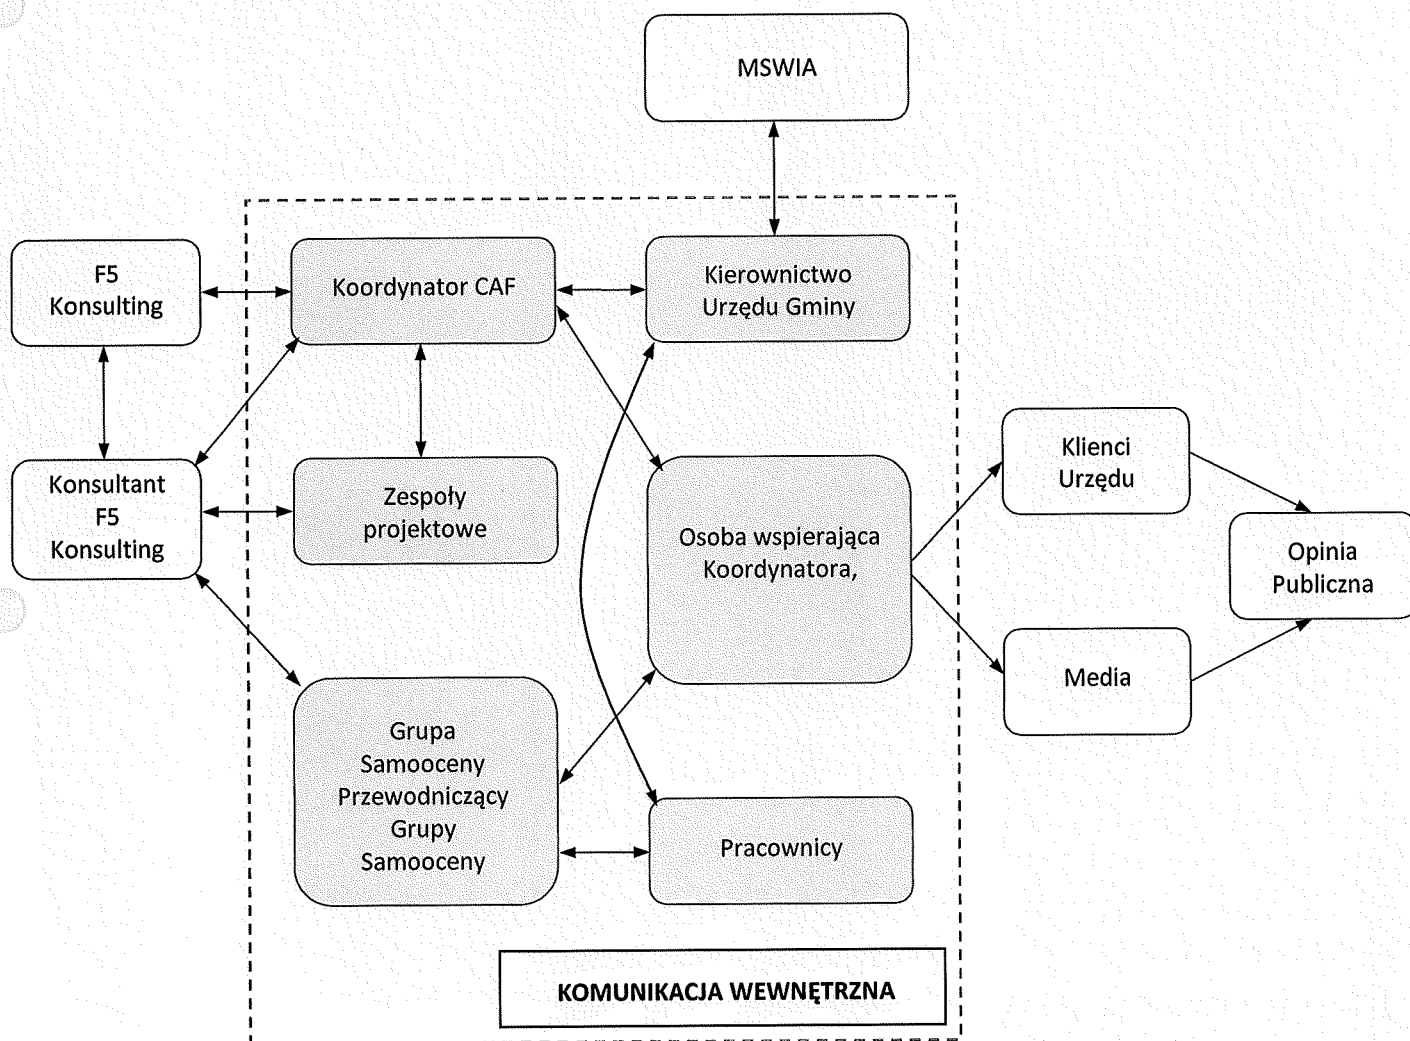 MSWIA
F5
Konsulting
Koordynator CAF
Kierownictwo
Urzędu Gminy
Konsultant
F5
Konsulting
Zespoły
projektowe
Osoba wspierająca
Koordynatora,
Klienci
Urzędu
Opinia
Publiczna
Media
Grupa
Samooceny
Przewodniczący
Grupy
Samooceny
Pracownicy
KOMUNIKACJA WEWNĘTRZNA